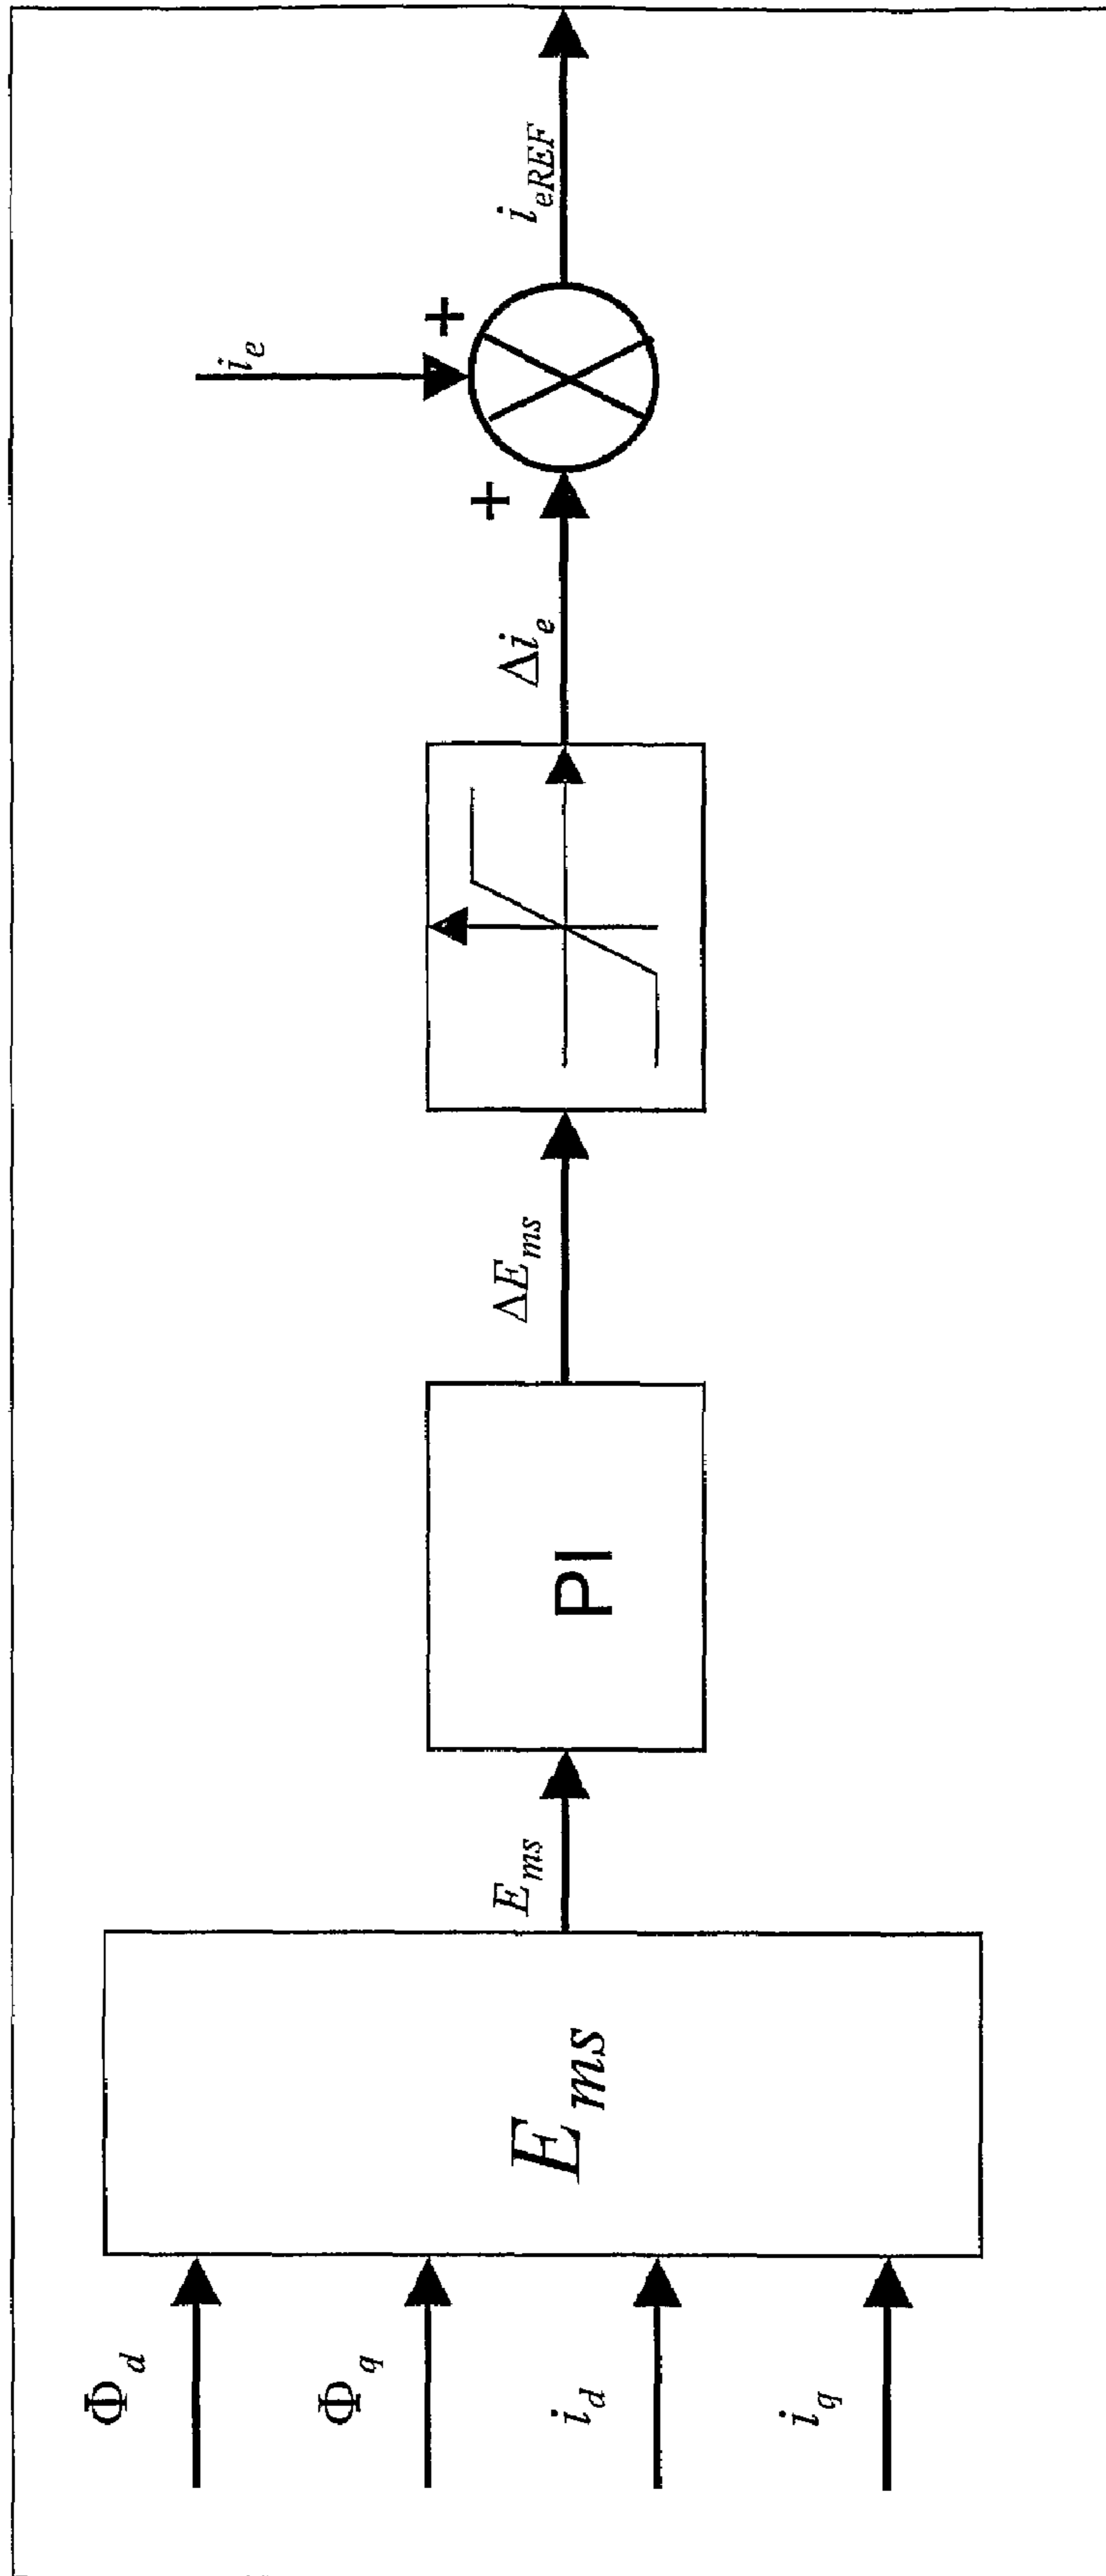 Φd
Φq
id
iq
Ems
Ems
PI
ΔEms
Δie
+
ie
+
ieREF